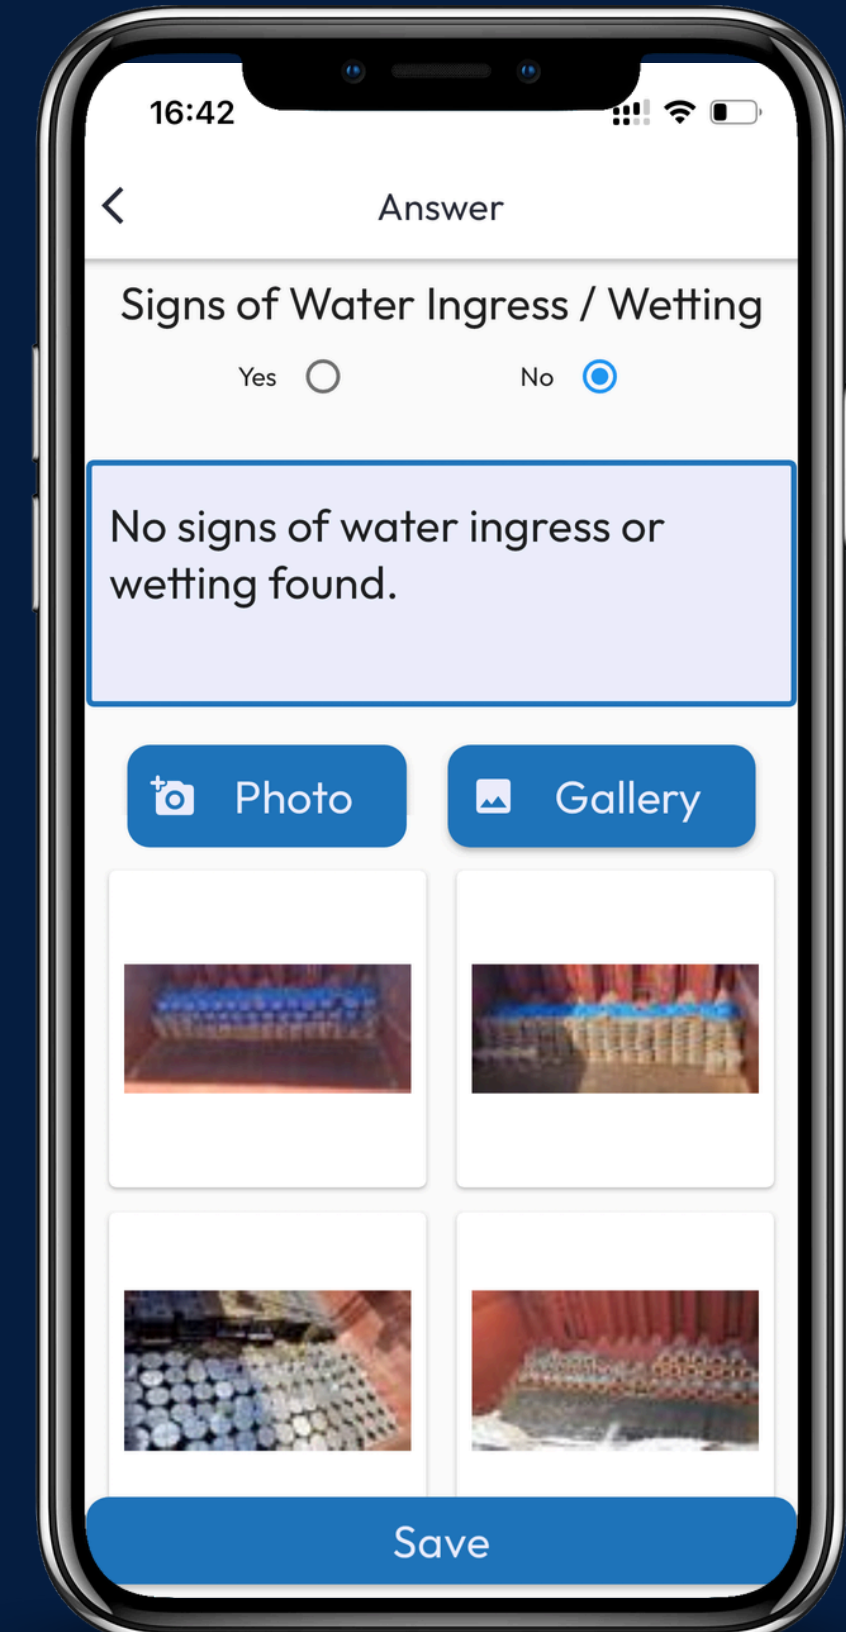 16:42
Answer
Signs of Water Ingress / Wetting
Yes No
No signs of water ingress or
wetting found.
Photo Gallery
Save